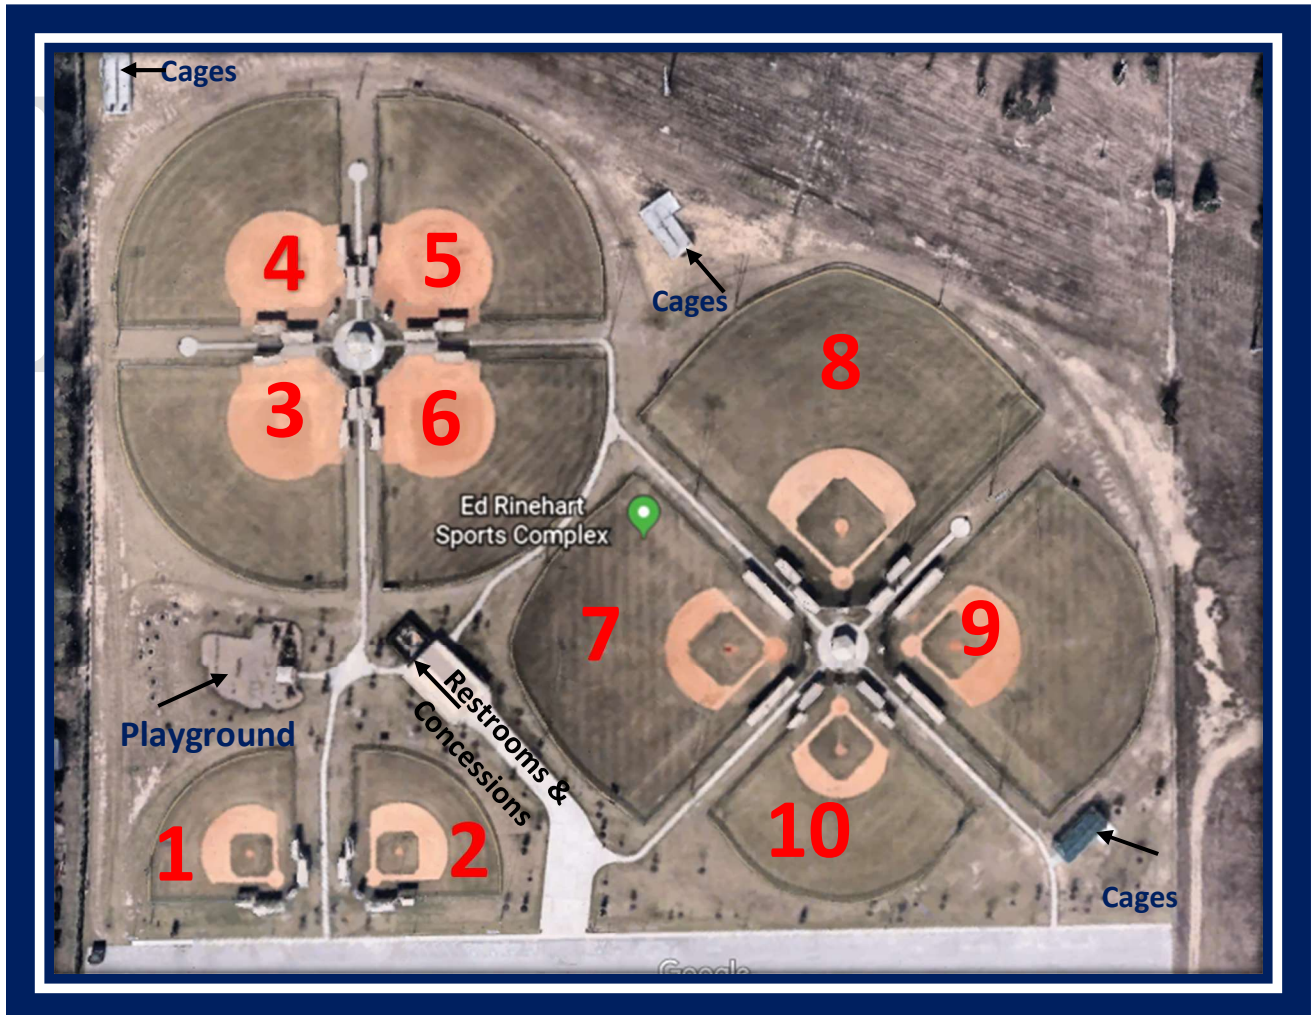 Cages
4
5
Cages
8
3
6
Ed Rinehart
Sports Complex
7
9
Playground
Restrooms &
Concessions
1
2
10
Cages
Google